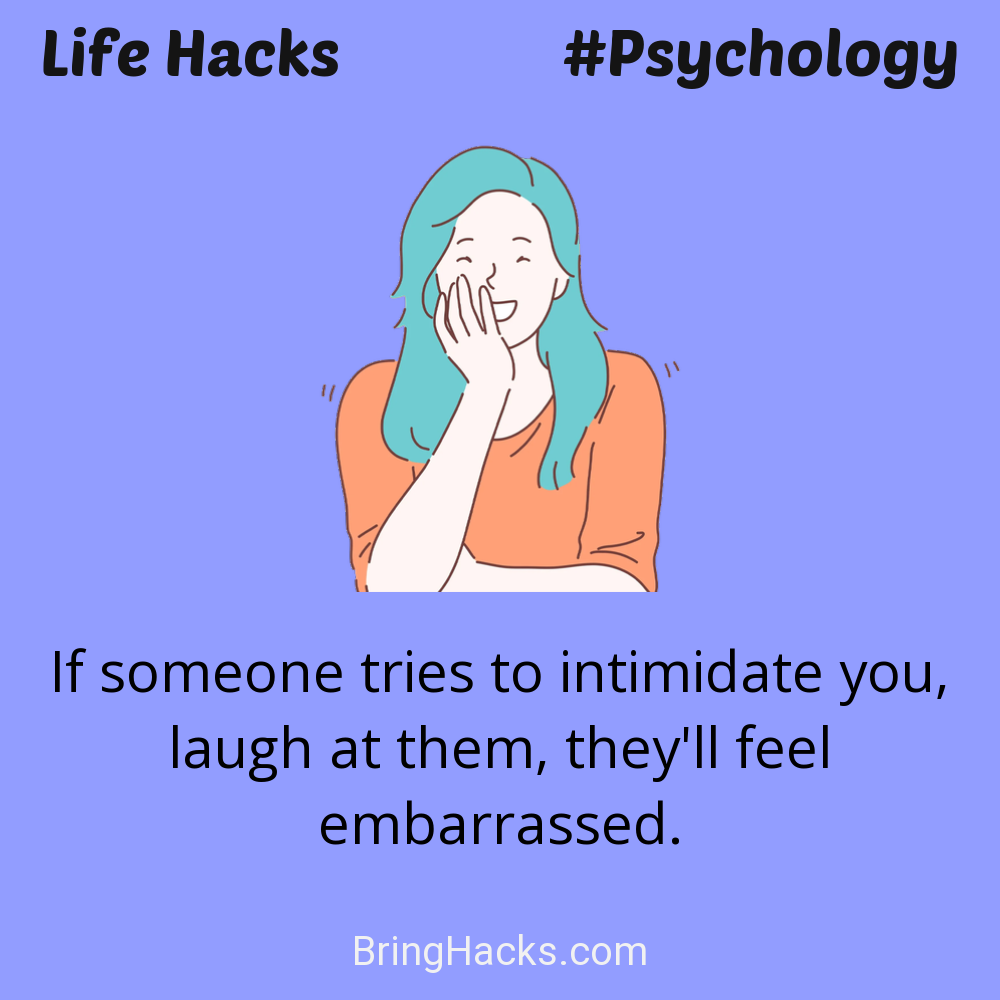 Life Hacks #Psychology
If someone tries to intimidate you,
laugh at them, they'll feel
embarrassed.
BringHacks.com